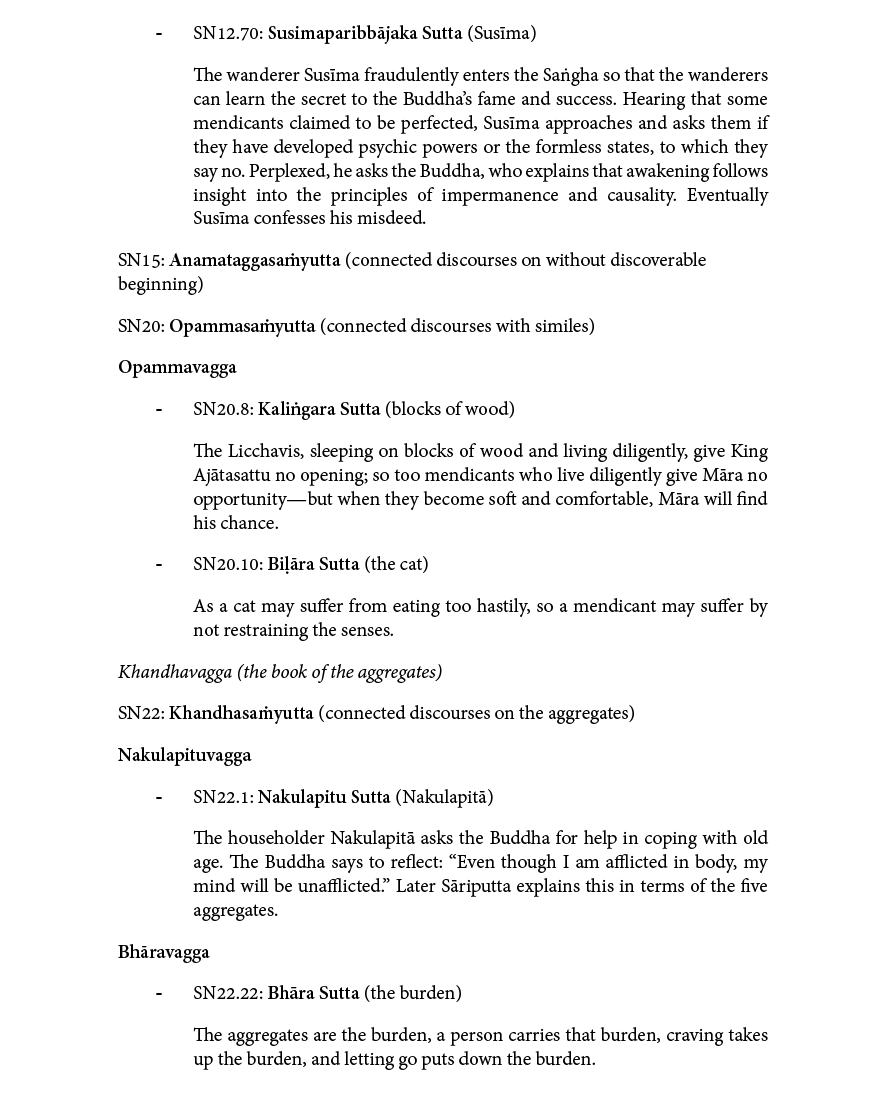 - SN12.70: Susimaparibbājaka Sutta (Susīma)
The wanderer Susīma fraudulently enters the Saṅgha so that the wanderers
can learn the secret to the Buddha’s fame and success. Hearing that some
mendicants claimed to be perfected, Susīma approaches and asks them if
they have developed psychic powers or the formless states, to which they
say no. Perplexed, he asks the Buddha, who explains that awakening follows
insight into the principles of impermanence and causality. Eventually
Susīma confesses his misdeed.
SN15: Anamataggasaṁyutta (connected discourses on without discoverable
beginning)
SN20: Opammasaṁyutta (connected discourses with similes)
Opammavagga
- SN20.8: Kaliṅgara Sutta (blocks of wood)
The Licchavis, sleeping on blocks of wood and living diligently, give King
Ajātasattu no opening; so too mendicants who live diligently give Māra no
opportunity—but when they become soft and comfortable, Māra will find
his chance.
- SN20.10: Biḷāra Sutta (the cat)
As a cat may suffer from eating too hastily, so a mendicant may suffer by
not restraining the senses.
Khandhavagga (the book of the aggregates)
SN22: Khandhasaṁyutta (connected discourses on the aggregates)
Nakulapituvagga
- SN22.1: Nakulapitu Sutta (Nakulapitā)
The householder Nakulapitā asks the Buddha for help in coping with old
age. The Buddha says to reflect: “Even though I am afflicted in body, my
mind will be unafflicted.” Later Sāriputta explains this in terms of the five
aggregates.
Bhāravagga
- SN22.22: Bhāra Sutta (the burden)
The aggregates are the burden, a person carries that burden, craving takes
up the burden, and letting go puts down the burden.